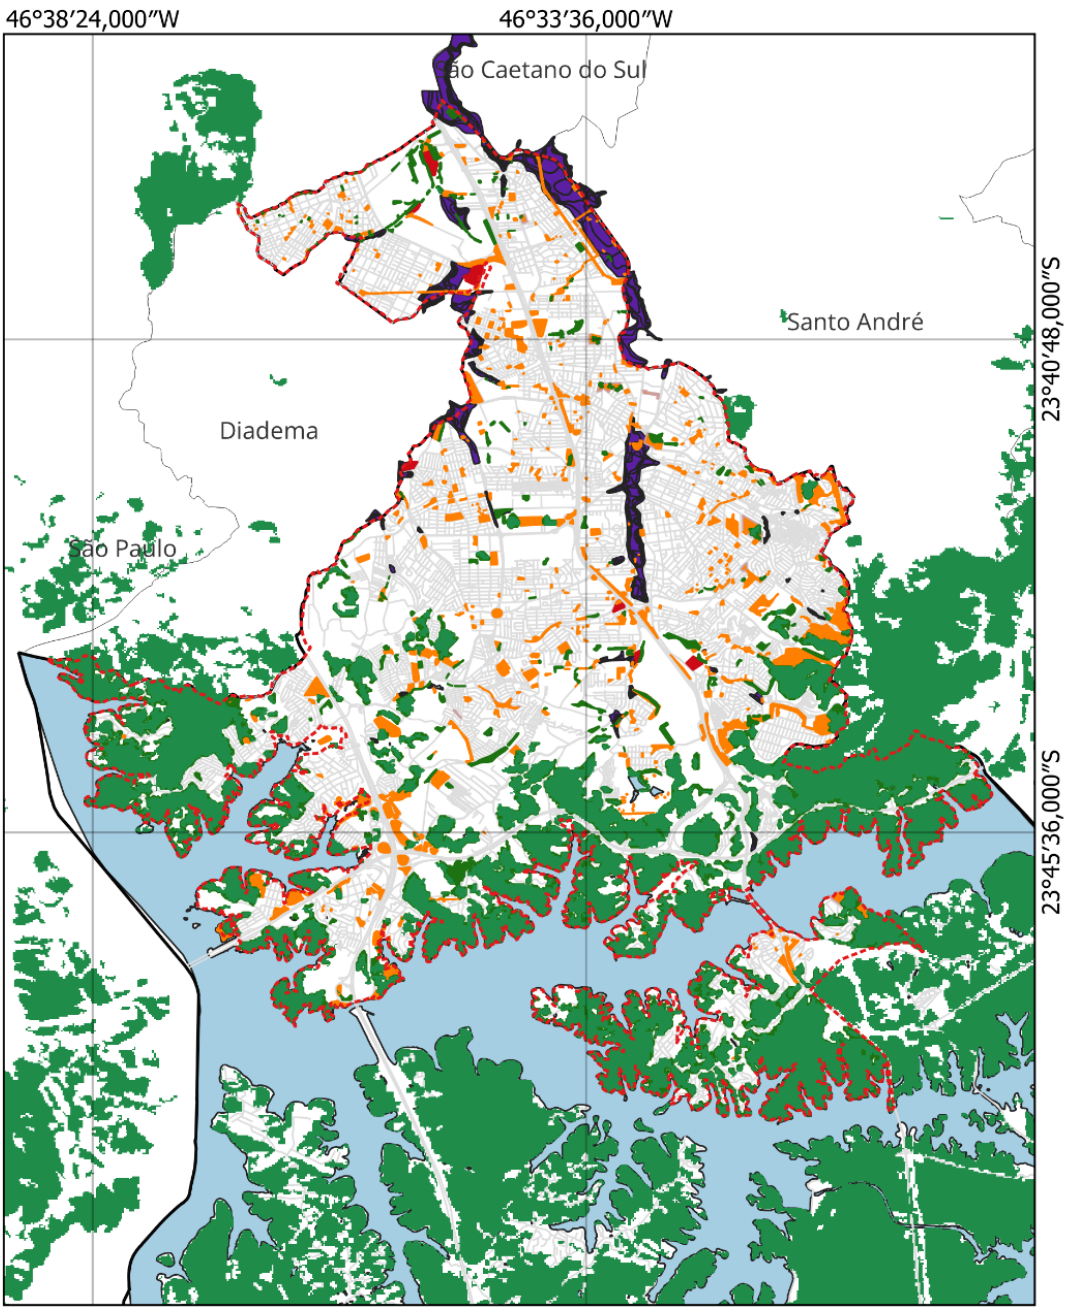 46°38′24,000″W
46°33′36,000″W
São Caetano do Sul
23°40′48,000″S
Santo André
Diadema
São Paulo
23°45′36,000″S